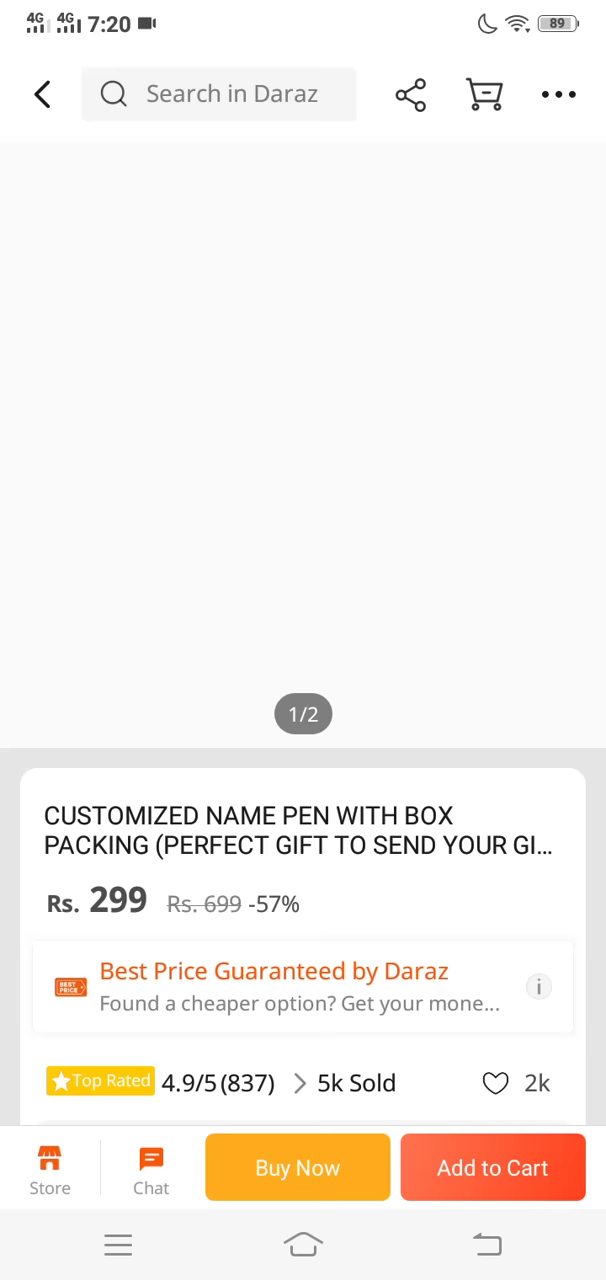 4G 4G 7:20 89
Search in Daraz
1/2
CUSTOMIZED NAME PEN WITH BOX
PACKING (PERFECT GIFT TO SEND YOUR GI...
Rs. 299 Rs. 699 -57%
BEST PRICE
Best Price Guaranteed by Daraz
Found a cheaper option? Get your mone...
Top Rated 4.9/5 (837) 5k Sold 2k
Store Chat Buy Now Add to Cart